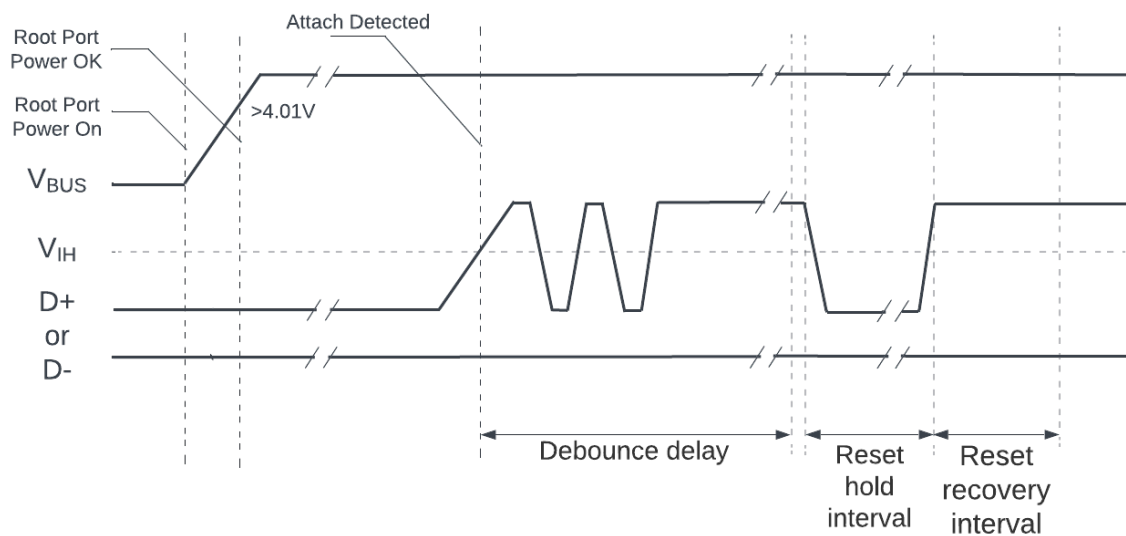 Root Port
Power OK
Attach Detected
Root Port
Power On
>4.01V
VBUS
VIH
D+
or
D-
Debounce delay
Reset
hold
interval
Reset
recovery
interval